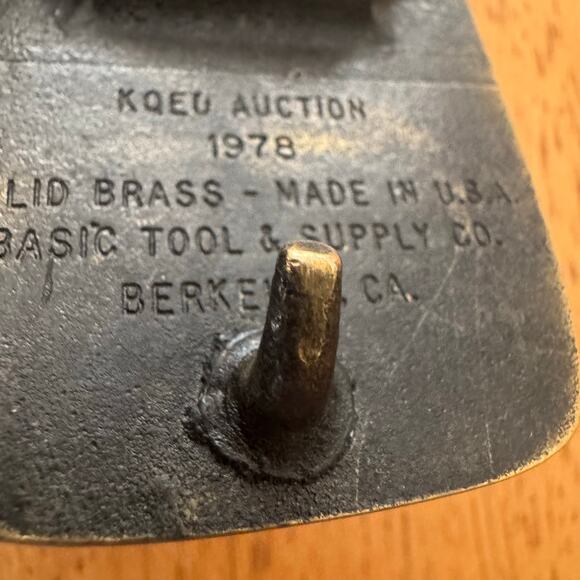 KQED AUCTION
1978
LID BRASS - MADE IN U.S.A.
BASIC TOOL & SUPPLY CO.
CA.